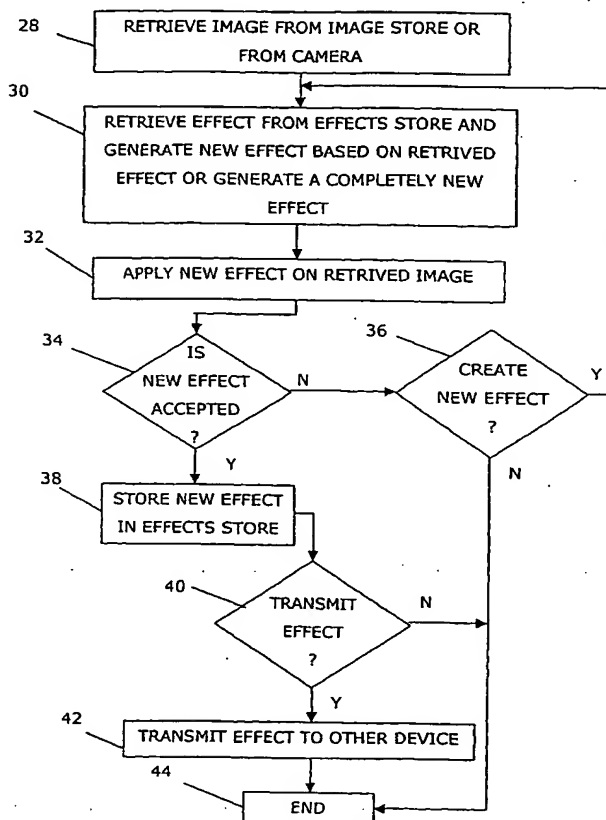 28
RETRIEVE IMAGE FROM IMAGE STORE OR
FROM CAMERA
30
RETRIEVE EFFECT FROM EFFECTS STORE AND
GENERATE NEW EFFECT BASED ON RETRIVED
EFFECT OR GENERATE A COMPLETELY NEW
EFFECT
32
APPLY NEW EFFECT ON RETRIVED IMAGE
34
IS
NEW EFFECT
ACCEPTED
?
N
Y
36
CREATE
NEW EFFECT
?
Y
N
38
STORE NEW EFFECT
IN EFFECTS STORE
40
TRANSMIT
EFFECT
?
N
Y
42
TRANSMIT EFFECT TO OTHER DEVICE
44
END